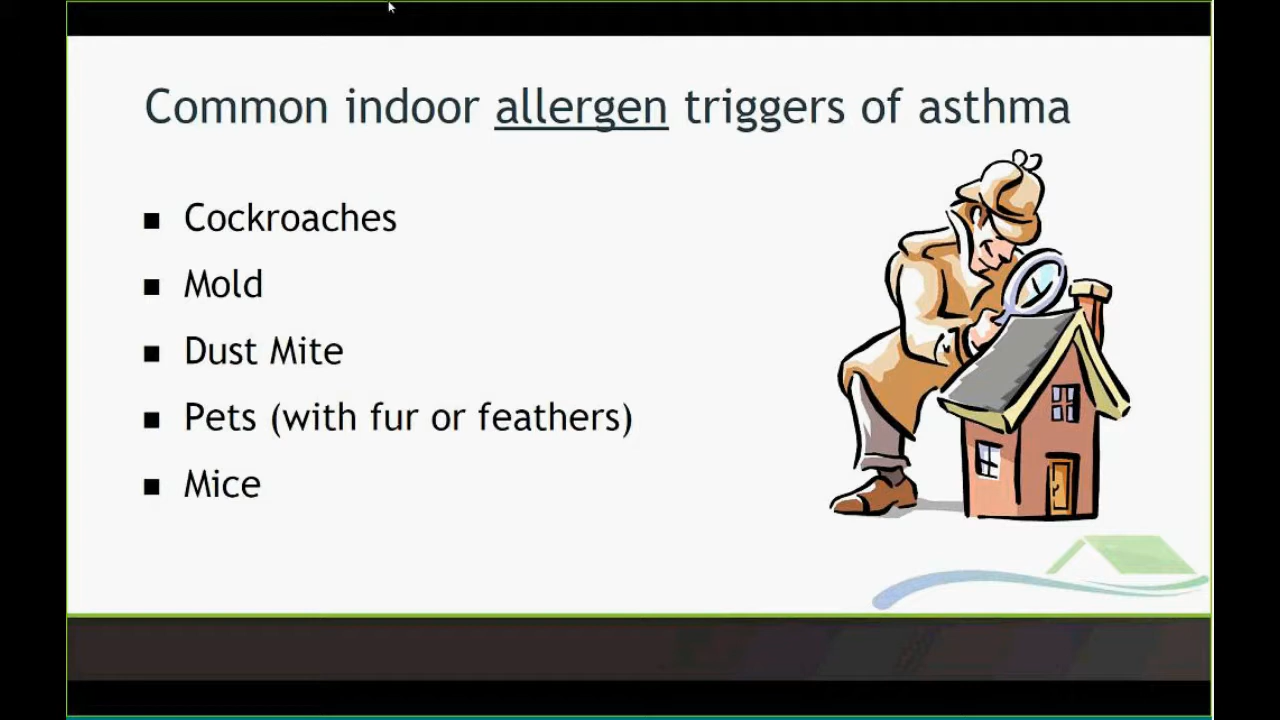 Common indoor allergen triggers of asthma
Cockroaches
Mold
Dust Mite
Pets (with fur or feathers)
Mice